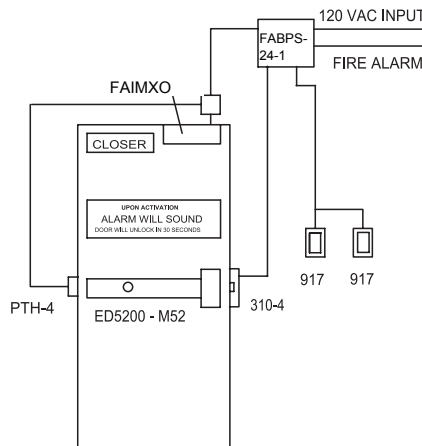 120 VAC INPUT
FABPS-
24-1
FIRE ALARM
FAIMXO
CLOSER
UPON ACTIVATION
ALARM WILL SOUND
DOOR WILL UNLOCK IN 30 SECONDS
917
917
PTH-4
ED5200 - M52
310-4